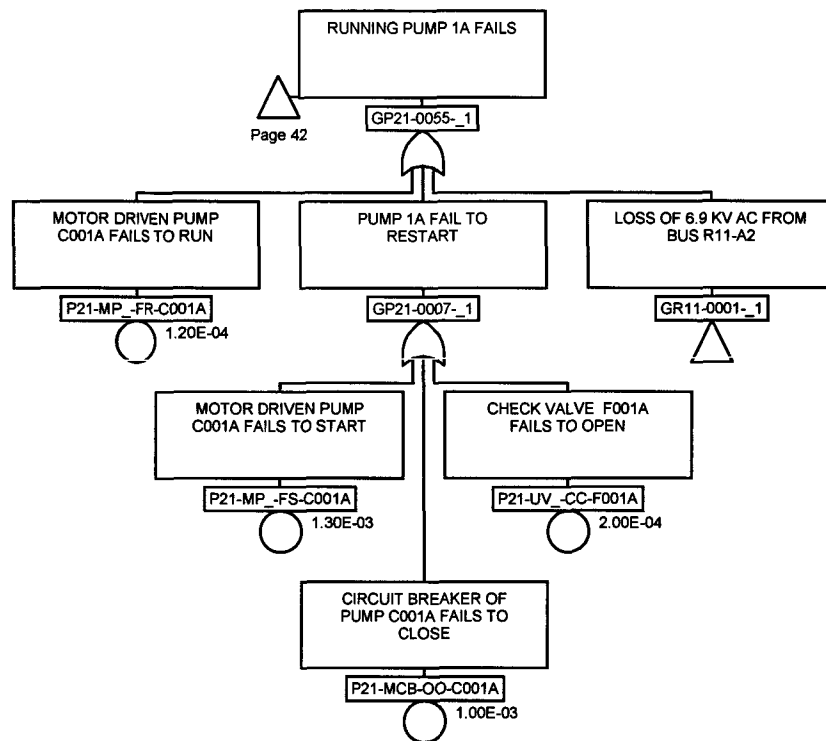 RUNNING PUMP 1A FAILS
Page 42
GP21-0055-_1
MOTOR DRIVEN PUMP
C001A FAILS TO RUN
P21-MP_-FR-C001A
1.20E-04
PUMP 1A FAIL TO
RESTART
GP21-0007-_1
LOSS OF 6.9 KV AC FROM
BUS R11-A2
GR11-0001-_1
MOTOR DRIVEN PUMP
C001A FAILS TO START
P21-MP_-FS-C001A
1.30E-03
CHECK VALVE F001A
FAILS TO OPEN
P21-UV_-CC-F001A
2.00E-04
CIRCUIT BREAKER OF
PUMP C001A FAILS TO
CLOSE
P21-MCB-OO-C001A
1.00E-03